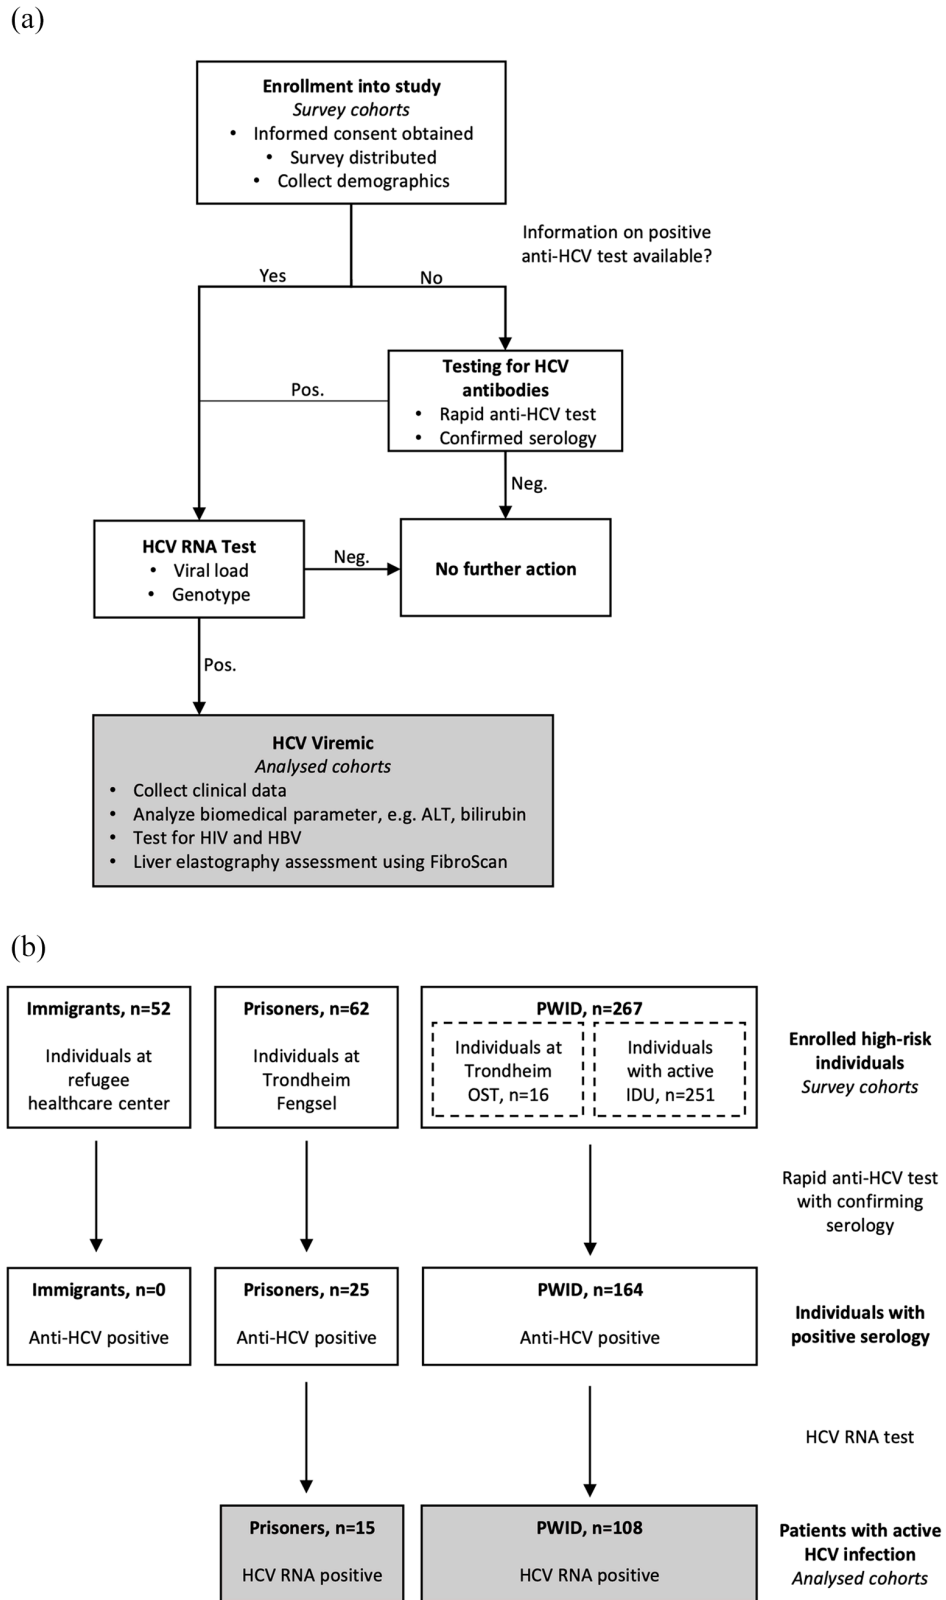 (a)
Enrollment into study
Survey cohorts
• Informed consent obtained
• Survey distributed
• Collect demographics
Information on positive
anti-HCV test available?
Yes
No
Testing for HCV
antibodies
• Rapid anti-HCV test
• Confirmed serology
Pos.
Neg.
HCV RNA Test
• Viral load
• Genotype
Neg.
No further action
Pos.
HCV Viremic
Analysed cohorts
• Collect clinical data
• Analyze biomedical parameter, e.g. ALT, bilirubin
• Test for HIV and HBV
• Liver elastography assessment using FibroScan
(b)
Immigrants, n=52
Individuals at
refugee
healthcare center
Prisoners, n=62
Individuals at
Trondheim
Fengsel
PWID, n=267
Individuals at
Trondheim
OST, n=16
Individuals
with active
IDU, n=251
Enrolled high-risk
individuals
Survey cohorts
Rapid anti-HCV test
with confirming
serology
Immigrants, n=0
Anti-HCV positive
Prisoners, n=25
Anti-HCV positive
PWID, n=164
Anti-HCV positive
Individuals with
positive serology
HCV RNA test
Prisoners, n=15
HCV RNA positive
PWID, n=108
HCV RNA positive
Patients with active
HCV infection
Analysed cohorts